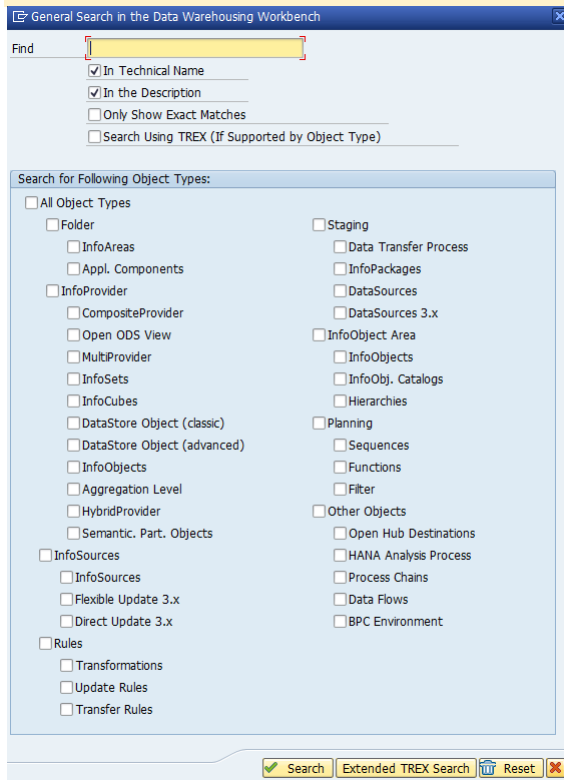 General Search in the Data Warehousing Workbench
Find
In Technical Name
In the Description
Only Show Exact Matches
Search Using TREX (If Supported by Object Type)
Search for Following Object Types:
All Object Types
Folder
InfoAreas
Appl. Components
InfoProvider
CompositeProvider
Open ODS View
MultiProvider
InfoSets
InfoCubes
DataStore Object (classic)
DataStore Object (advanced)
InfoObjects
Aggregation Level
HybridProvider
Semantic. Part. Objects
InfoSources
InfoSources
Flexible Update 3.x
Direct Update 3.x
Rules
Transformations
Update Rules
Transfer Rules
Staging
Data Transfer Process
InfoPackages
DataSources
DataSources 3.x
InfoObject Area
InfoObjects
InfoObj. Catalogs
Hierarchies
Planning
Sequences
Functions
Filter
Other Objects
Open Hub Destinations
HANA Analysis Process
Process Chains
Data Flows
BPC Environment
Search Extended TREX Search Reset